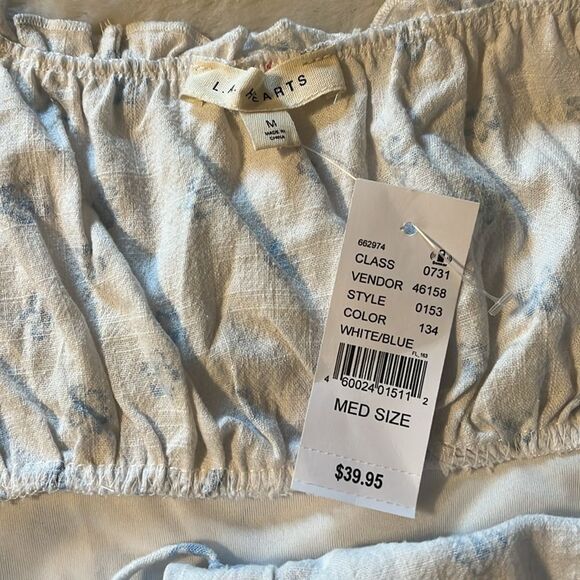 L.A. HEARTS
M
MADE IN
CHINA
662974
CLASS 0731
VENDOR 46158
STYLE 0153
COLOR 134
WHITE/BLUE
FL_163
4 60024 01511 2
MED SIZE
$39.95